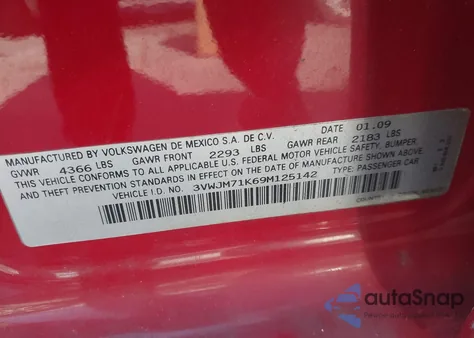 MANUFACTURED BY VOLKSWAGEN DE MEXICO S.A. DE C.V. 01.09
GVWR 4366 LBS GAWR FRONT 2293 LBS GAWR REAR 2183 LBS
THIS VEHICLE CONFORMS TO ALL APPLICABLE U.S. FEDERAL MOTOR VEHICLE SAFETY, BUMPER,
AND THEFT PREVENTION STANDARDS IN EFFECT ON THE DATE OF MANUFACTURE SHOWN ABOVE.
VEHICLE I.D. NO.: 3VWJM71K69M125142 TYPE: PASSENGER CAR
autoSnap